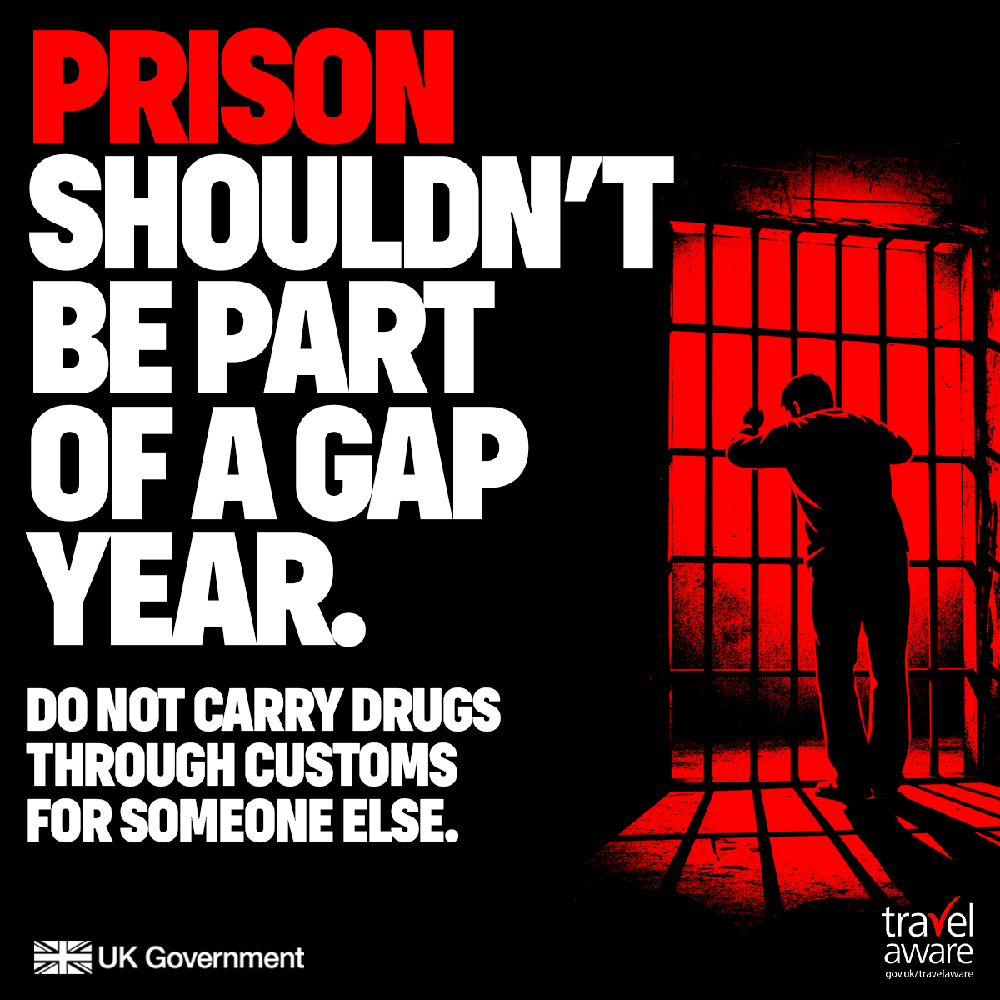 PRISON
SHOULDN'T
BE PART
OF A GAP
YEAR.
DO NOT CARRY DRUGS
THROUGH CUSTOMS
FOR SOMEONE ELSE.
UK Government
travel
aware
gov.uk/travelaware